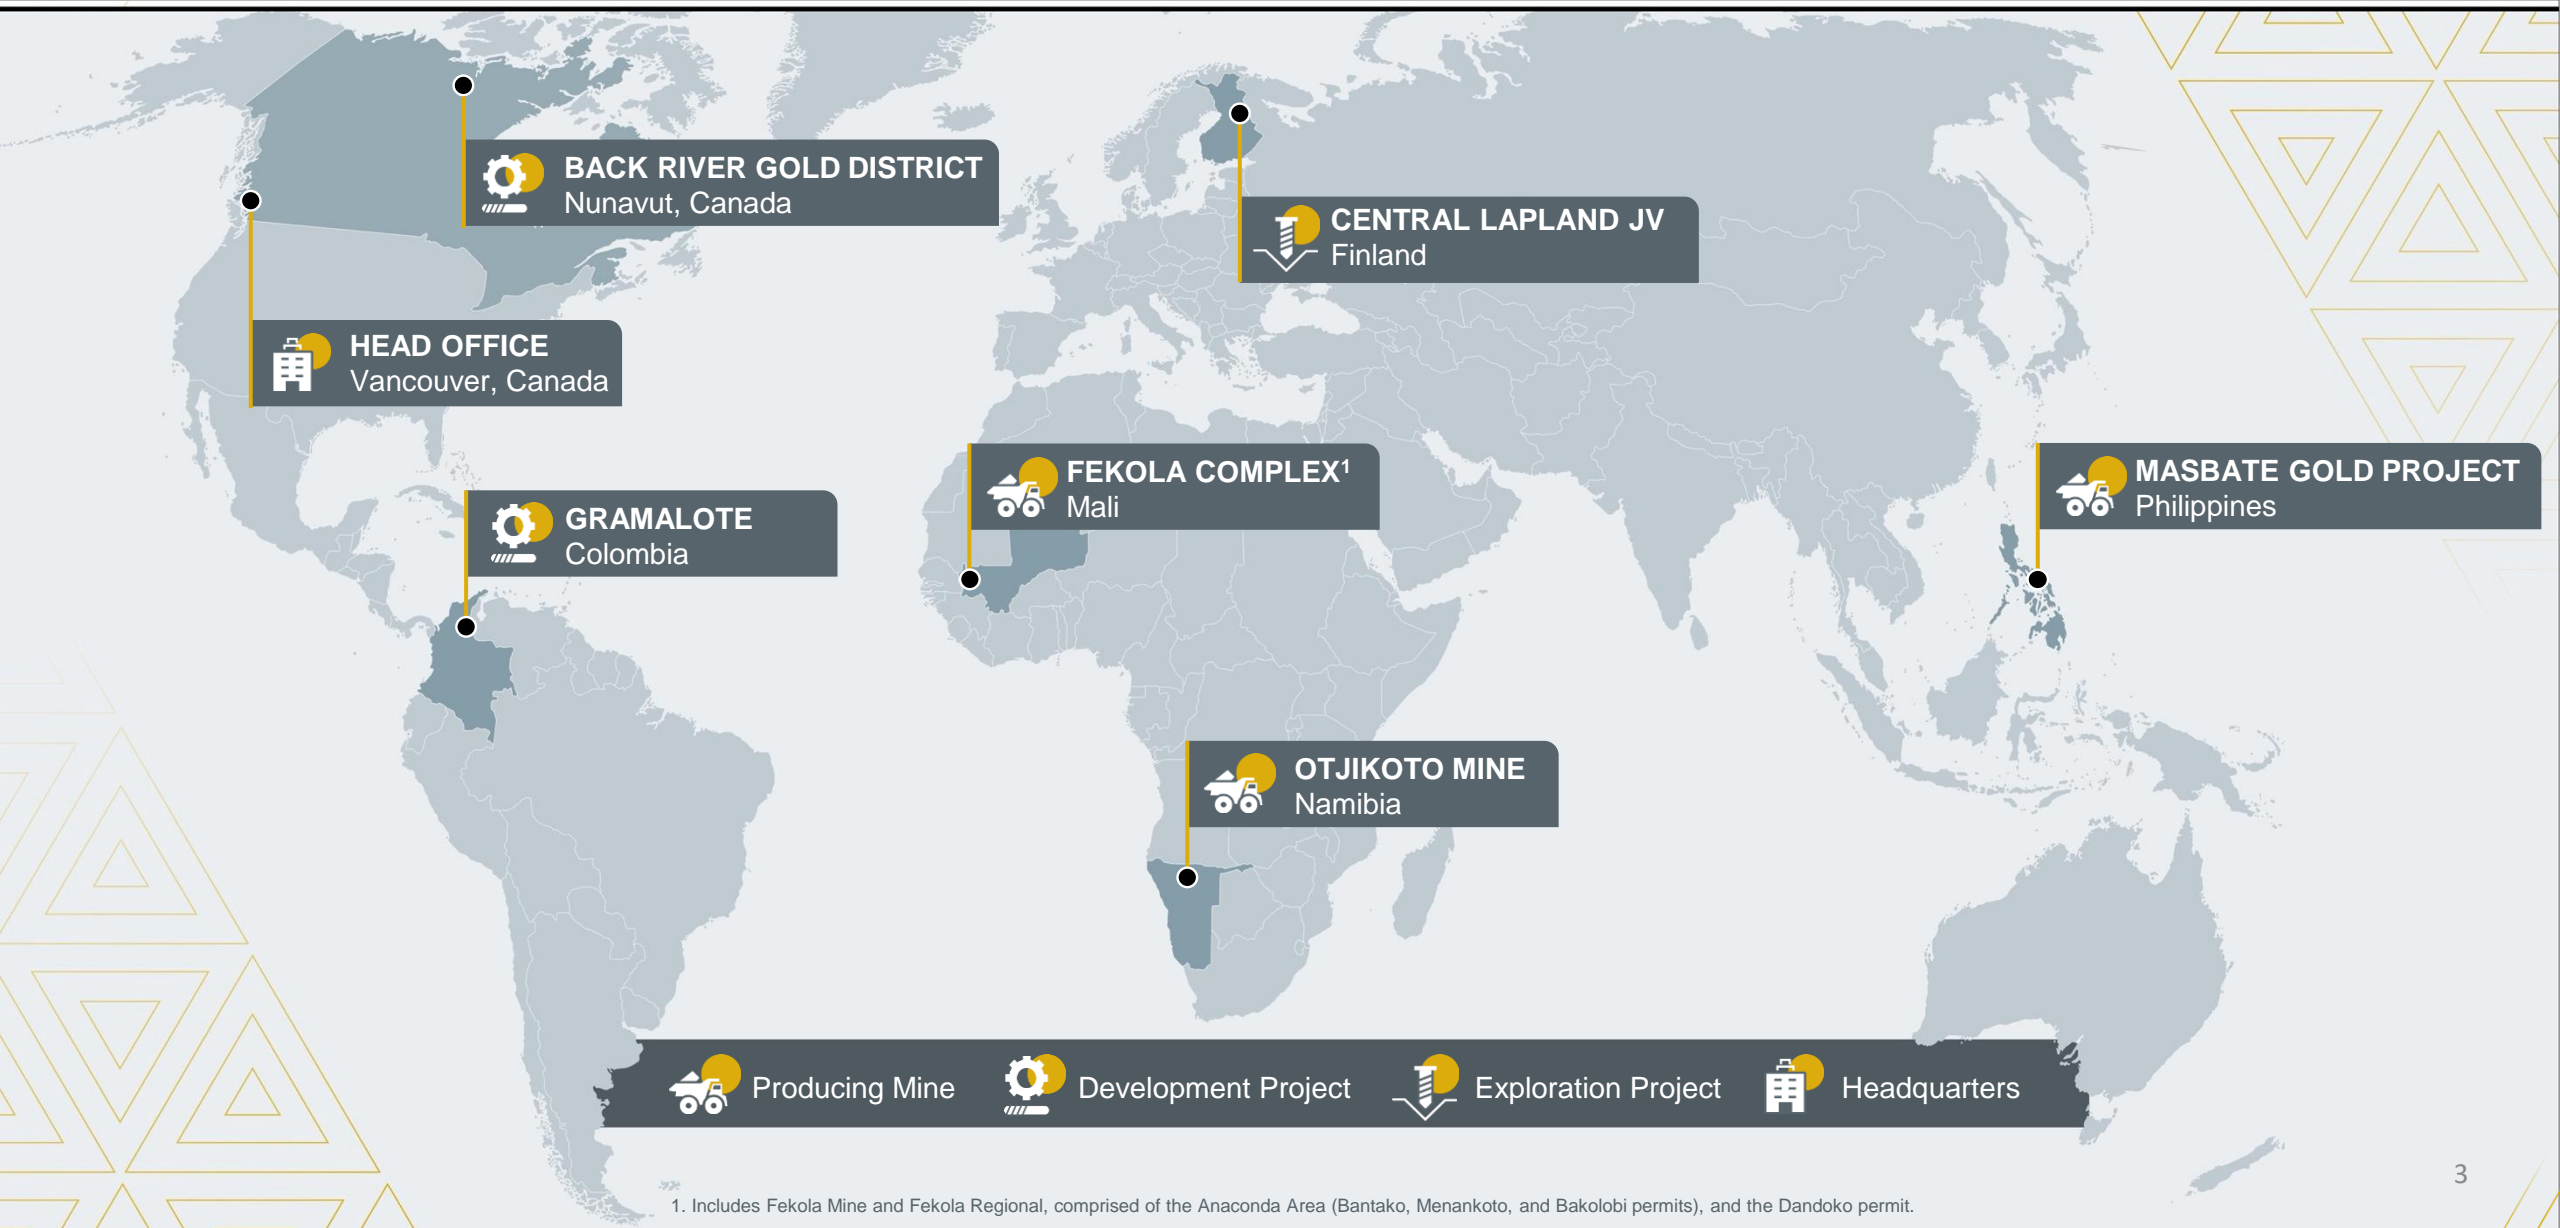 BACK RIVER GOLD DISTRICT
Nunavut, Canada
CENTRAL LAPLAND JV
Finland
HEAD OFFICE
Vancouver, Canada
FEKOLA COMPLEX¹
Mali
MASBATE GOLD PROJECT
Philippines
GRAMALOTE
Colombia
OTJIKOTO MINE
Namibia
Producing Mine
Development Project
Exploration Project
Headquarters
3
1. Includes Fekola Mine and Fekola Regional, comprised of the Anaconda Area (Bantako, Menankoto, and Bakolobi permits), and the Dandoko permit.